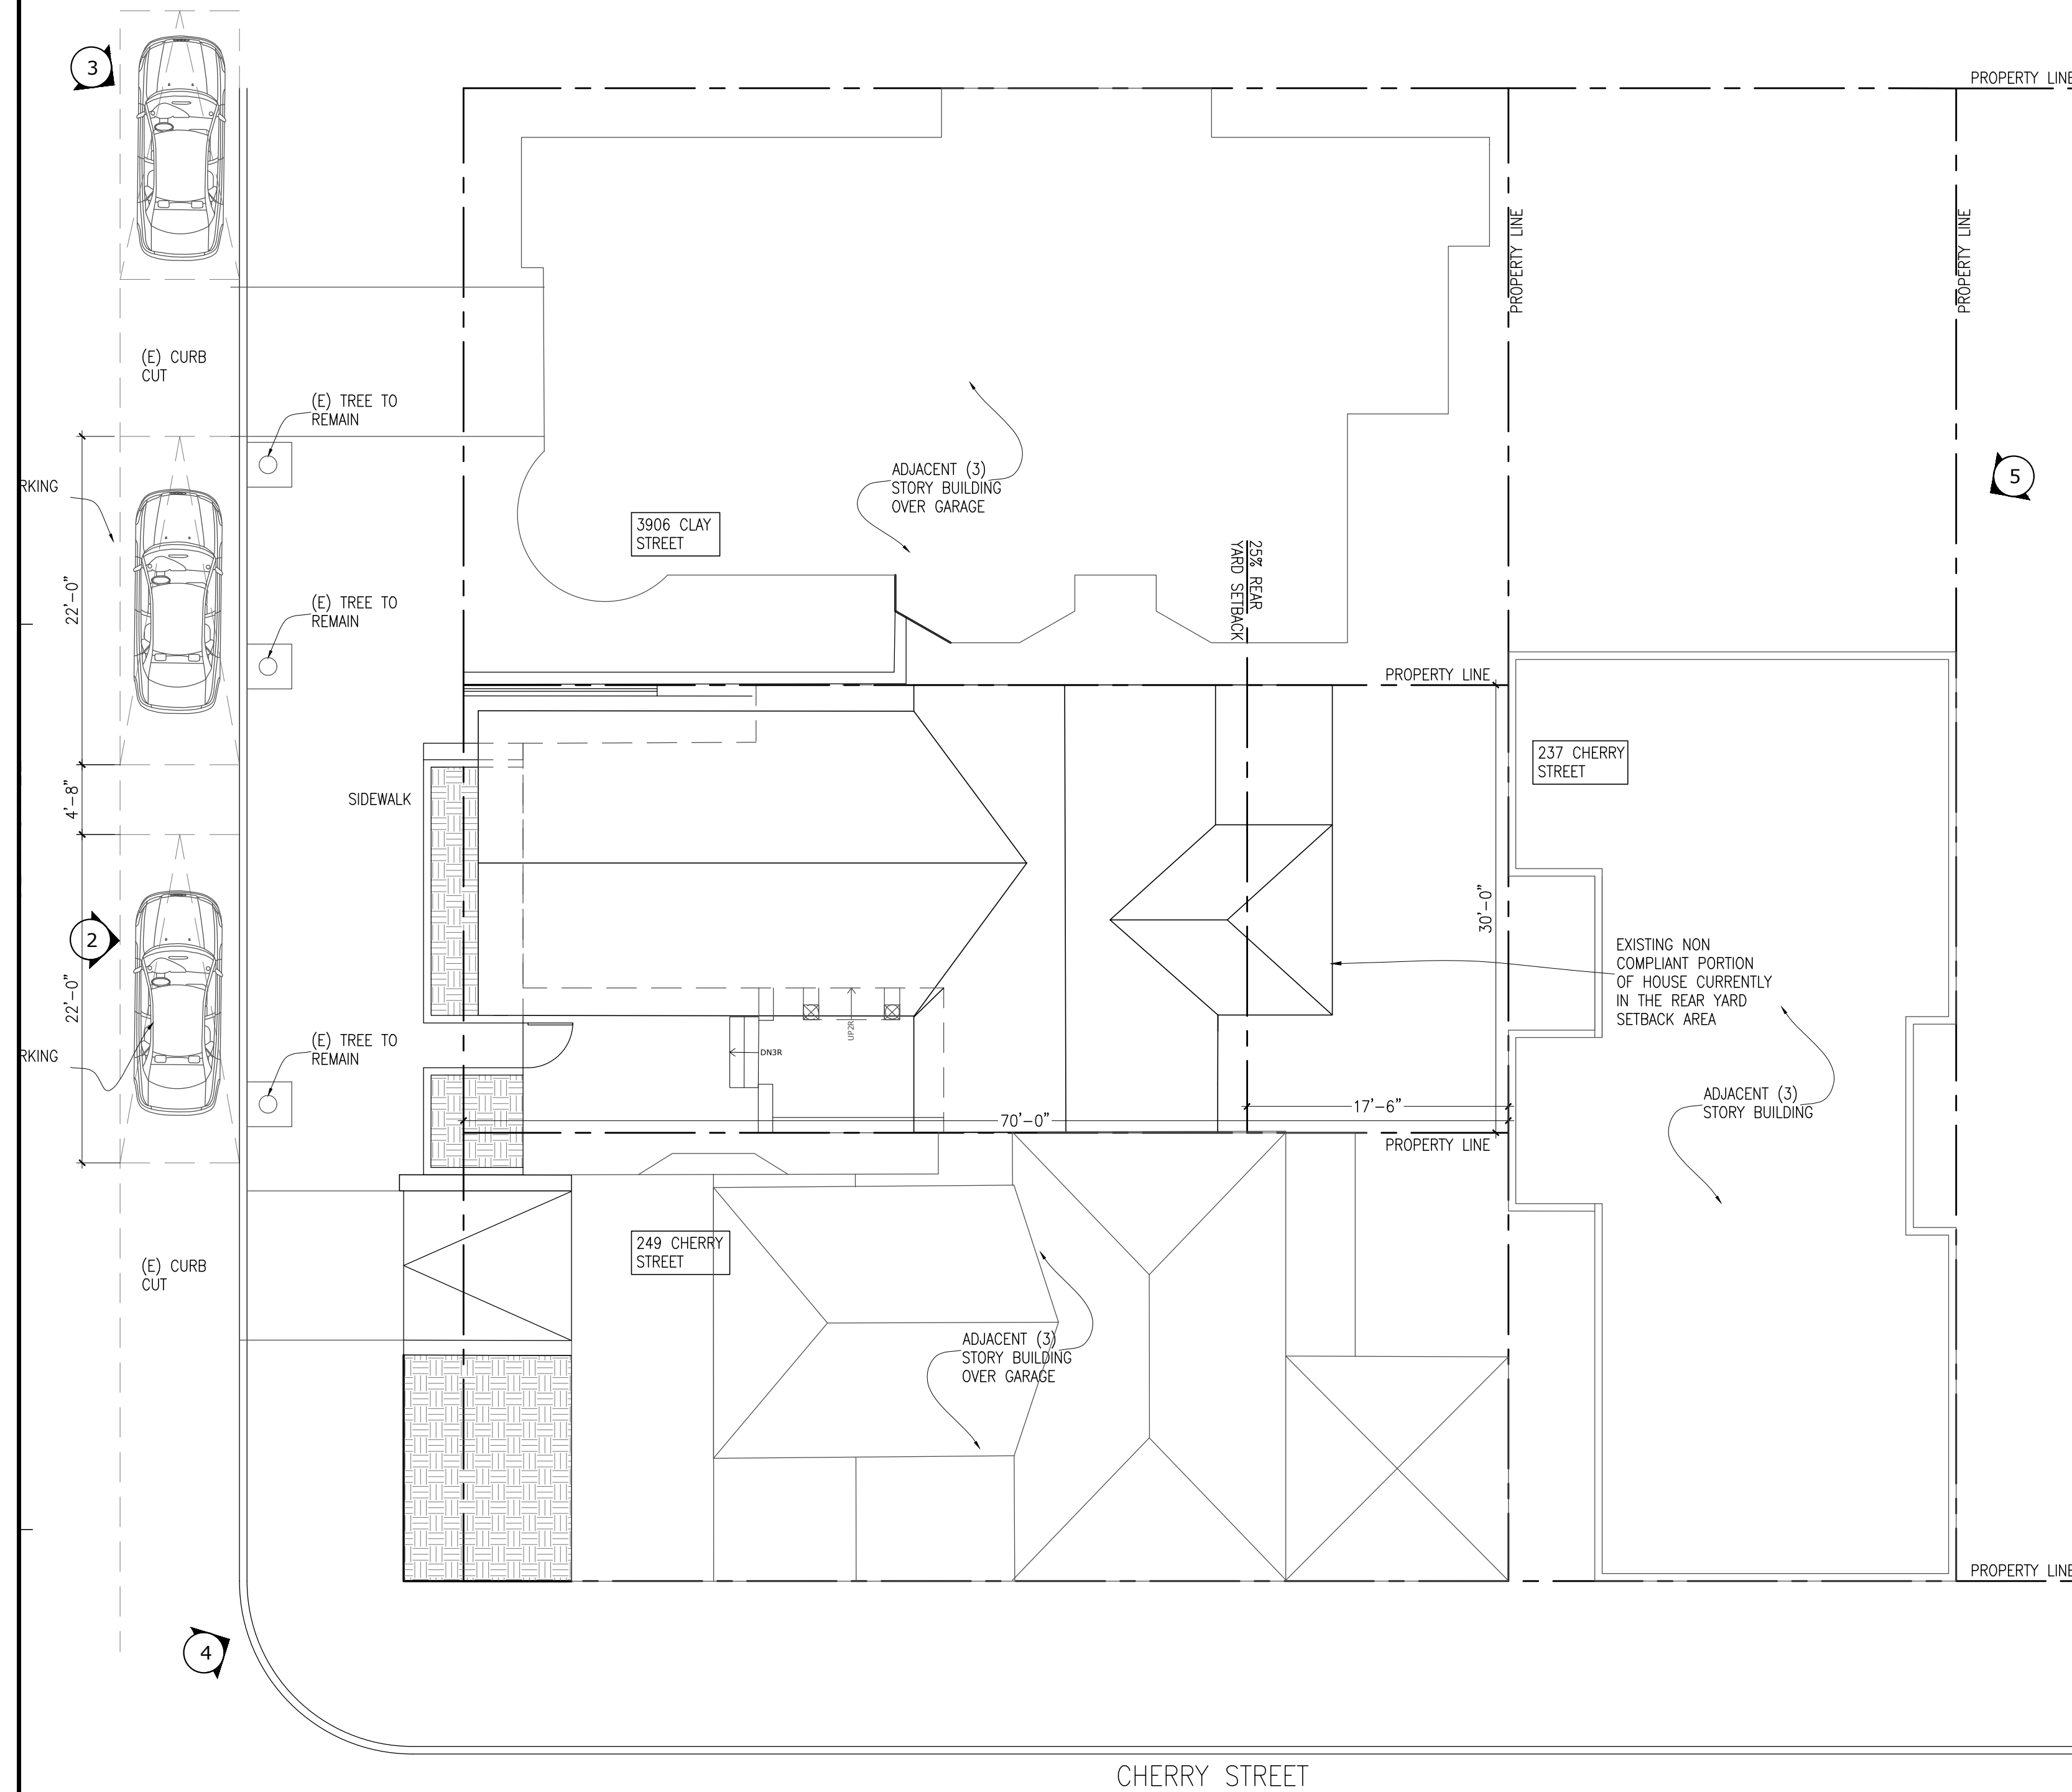 3
PROPERTY LINE
PROPERTY LINE
PROPERTY LINE
(E) CURB
CUT
(E) TREE TO
REMAIN
RKING
ADJACENT (3)
STORY BUILDING
OVER GARAGE
5
3906 CLAY
STREET
25% REAR
YARD SETBACK
22'-0"
(E) TREE TO
REMAIN
PROPERTY LINE
237 CHERRY
STREET
4'-8"
SIDEWALK
30'-0"
2
EXISTING NON
COMPLIANT PORTION
OF HOUSE CURRENTLY
IN THE REAR YARD
SETBACK AREA
22'-0"
UP2R
DN3R
(E) TREE TO
REMAIN
RKING
ADJACENT (3)
STORY BUILDING
17'-6"
70'-0"
PROPERTY LINE
249 CHERRY
STREET
(E) CURB
CUT
ADJACENT (3)
STORY BUILDING
OVER GARAGE
PROPERTY LINE
4
CHERRY STREET